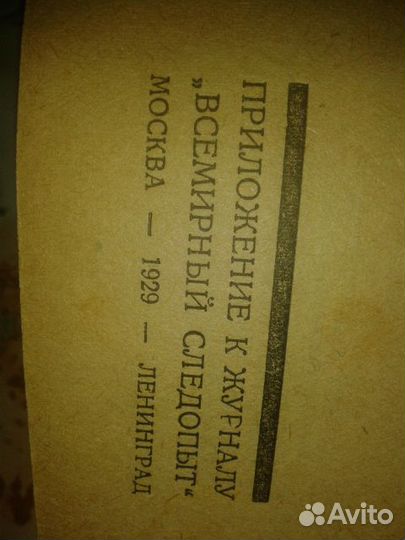 ПРИЛОЖЕНИЕ К ЖУРНАЛУ
„ВСЕМИРНЫЙ СЛЕДОПЫТ“
МОСКВА — 1929 — ЛЕНИНГРАД
Avito